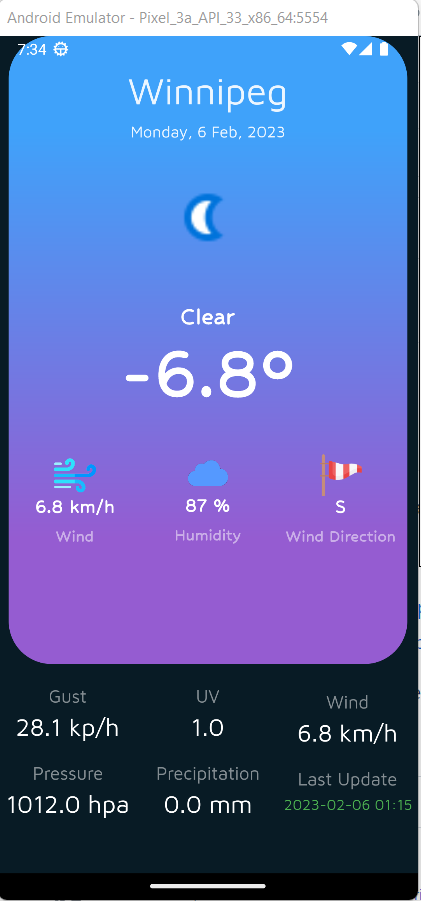 Android Emulator - Pixel_3a_API_33_x86_64:5554
7:34
Winnipeg
Monday, 6 Feb, 2023
Clear
-6.8°
6.8 km/h 87 % S
Wind Humidity Wind Direction
Gust UV Wind
28.1 kp/h 1.0 6.8 km/h
Pressure Precipitation Last Update
1012.0 hpa 0.0 mm 2023-02-06 01:15